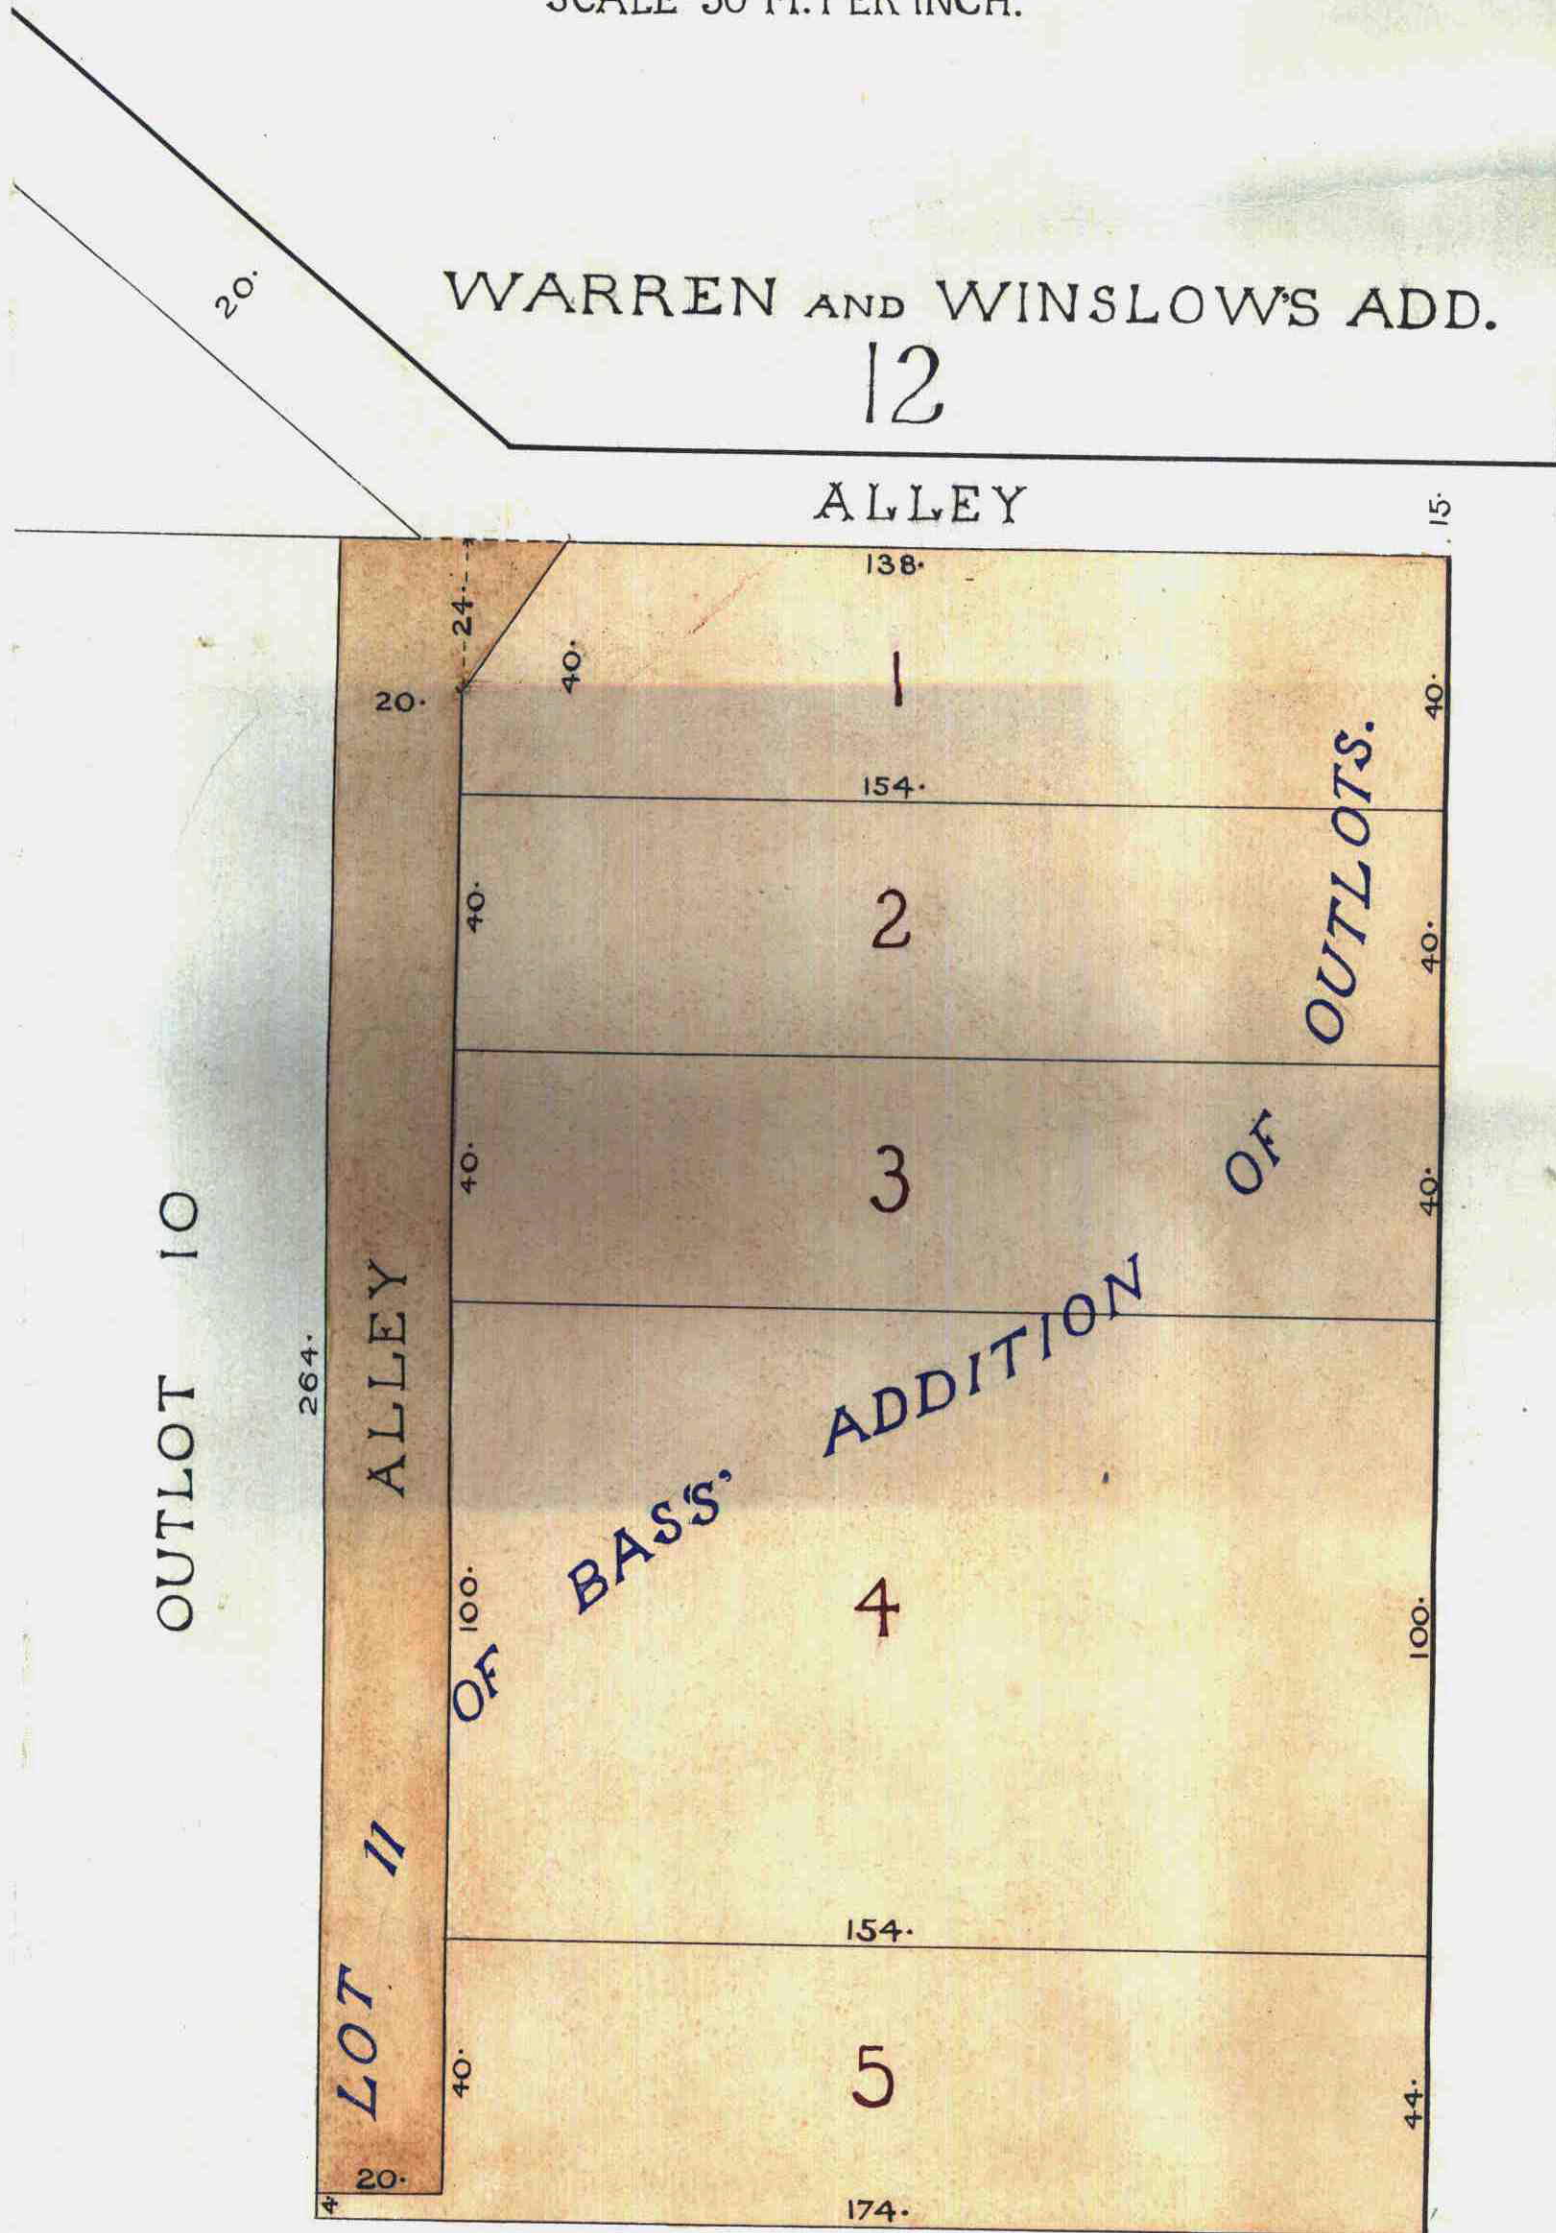 20.
WARREN AND WINSLOW'S ADD.
12
ALLEY
15.
138.
24.
40.
1
20.
40.
154.
OUTLOTS.
40.
2
40.
40.
3
OF
40.
OUTLOT 10
264.
ALLEY
ADDITION
BASS'
100.
OF
4
100.
LOT 11
154.
40.
5
44.
20.
4
174.